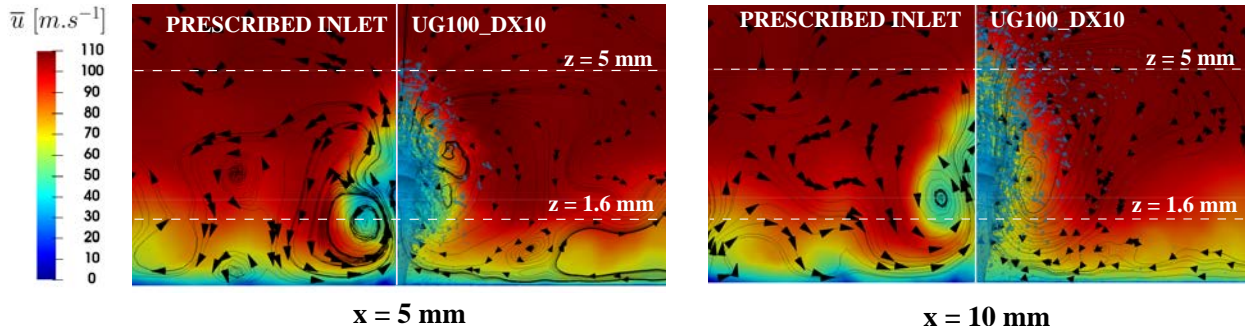 u̅ [m.s⁻¹]
110
100
90
80
70
60
50
40
30
20
10
0
PRESCRIBED INLET UG100_DX10
z = 5 mm
z = 1.6 mm
x = 5 mm
PRESCRIBED INLET UG100_DX10
z = 5 mm
z = 1.6 mm
x = 10 mm